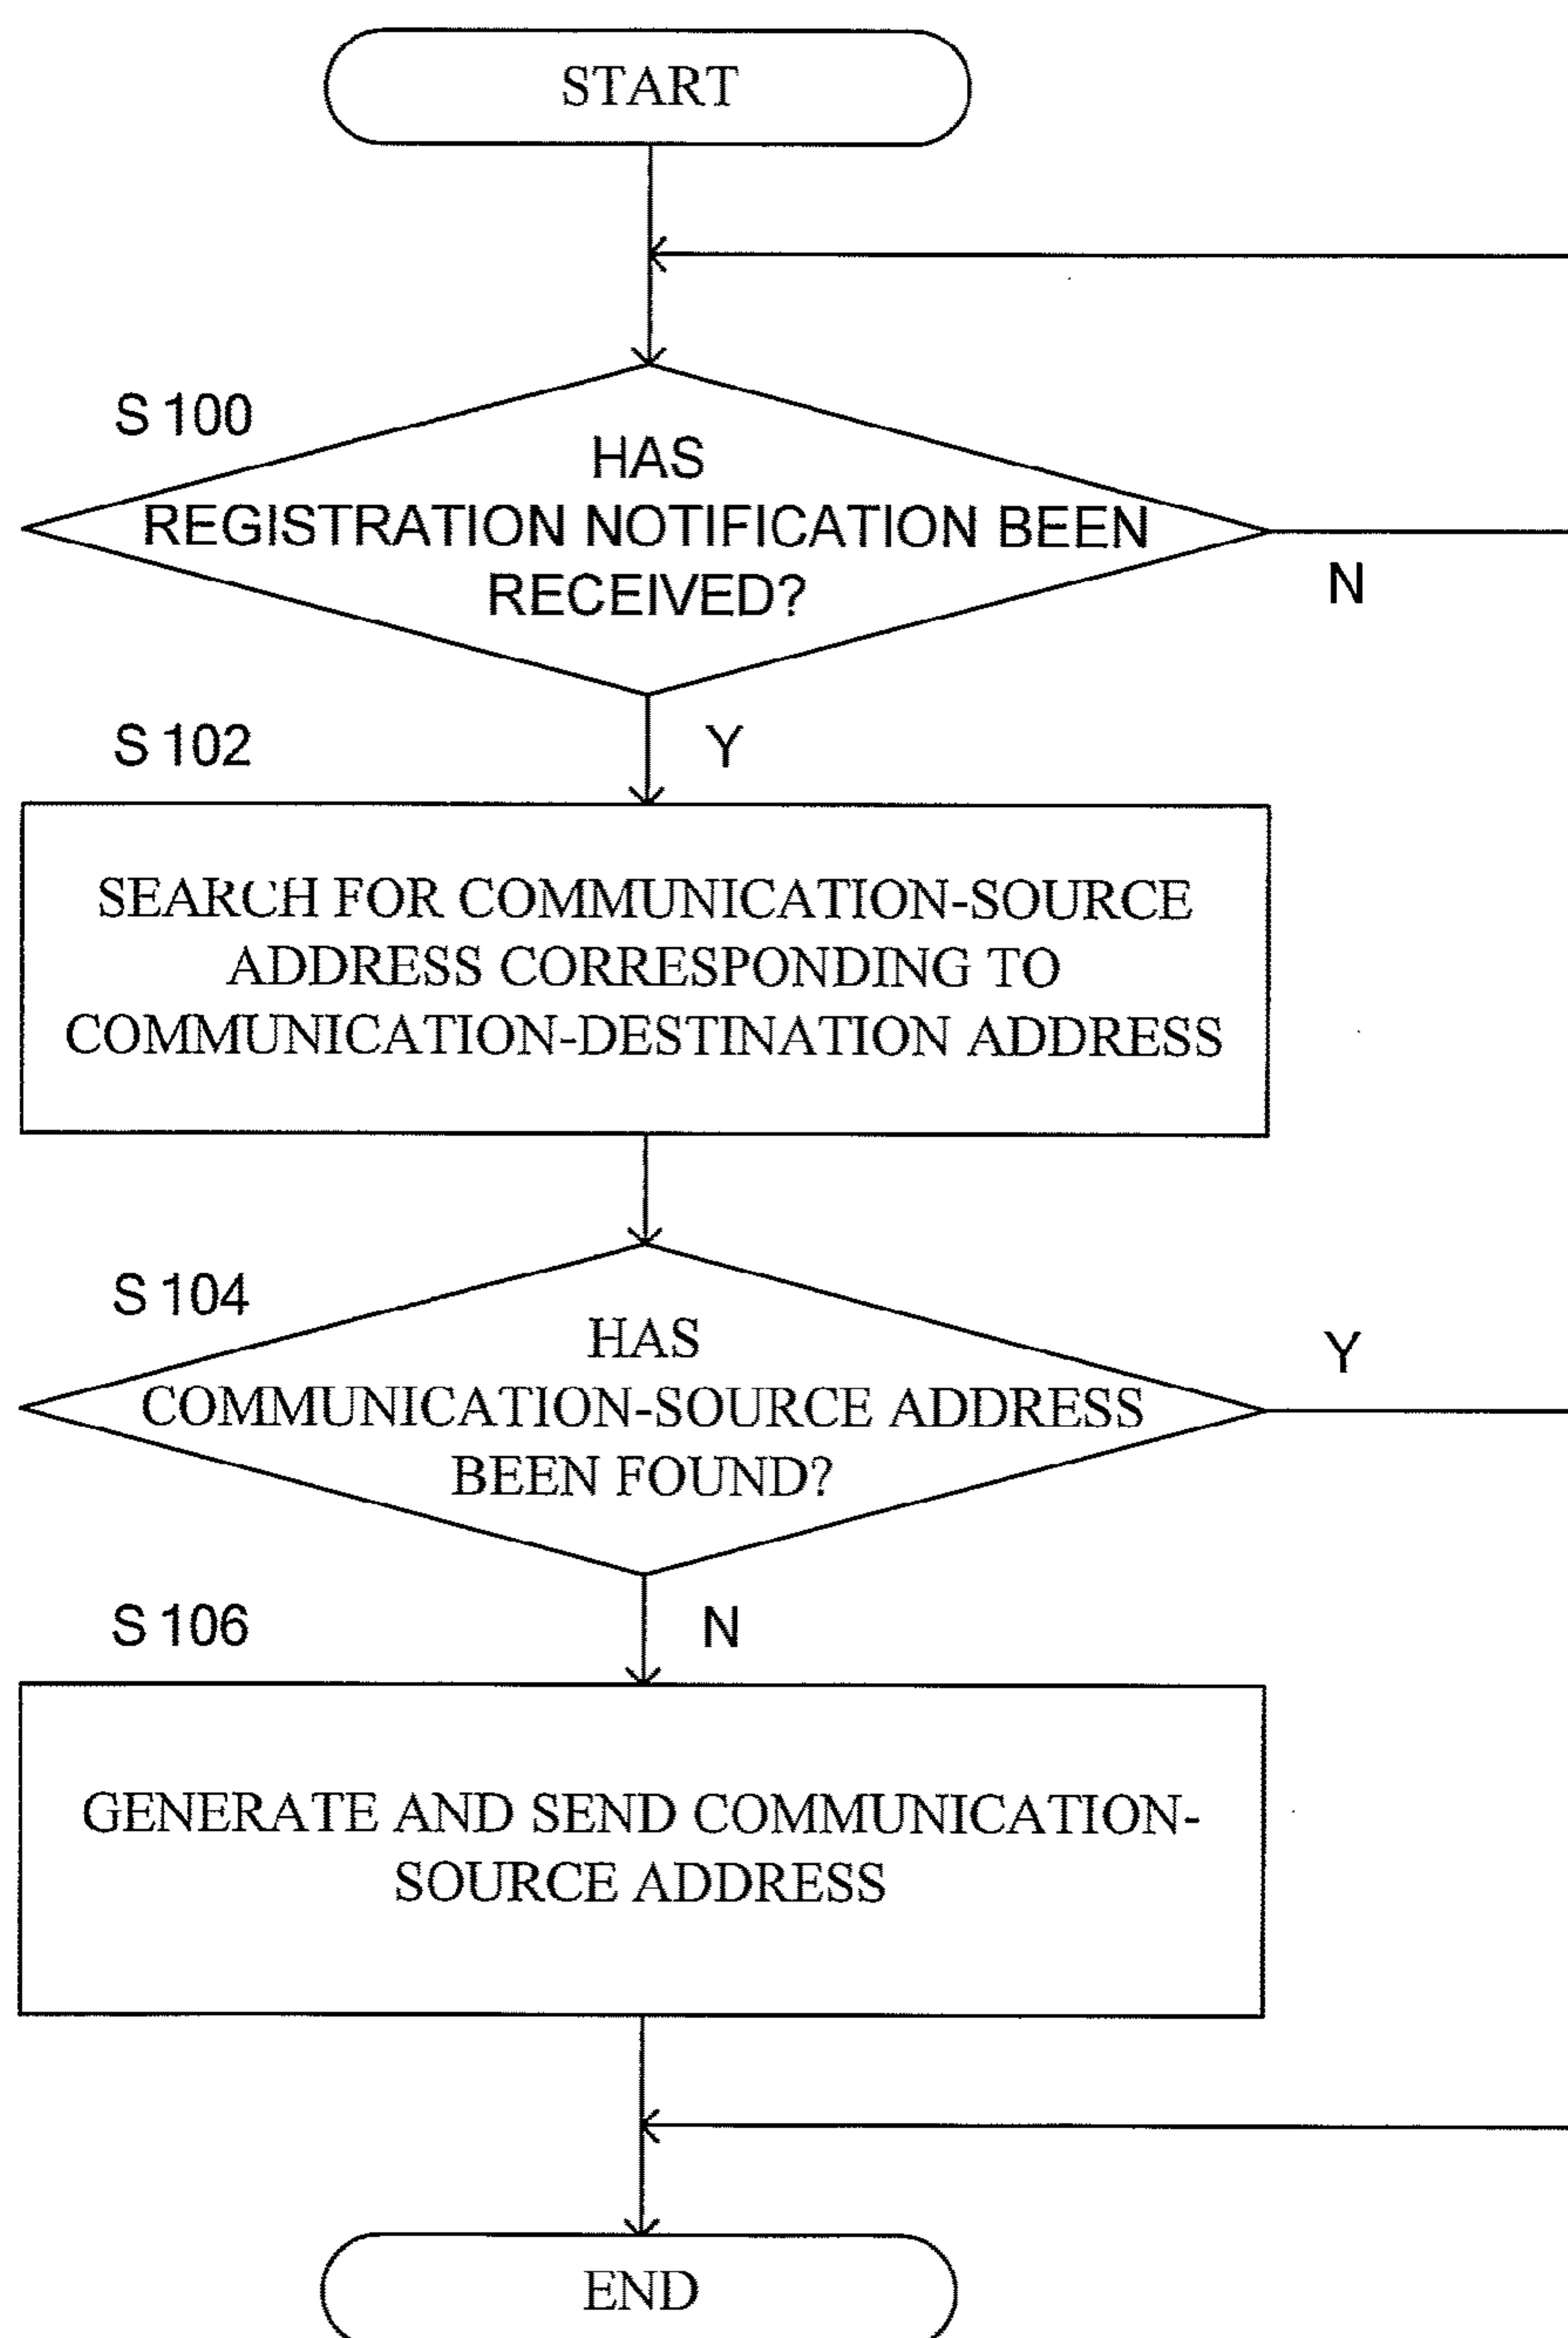 START
S 100
HAS
REGISTRATION NOTIFICATION BEEN
RECEIVED?
N
S 102
Y
SEARCH FOR COMMUNICATION-SOURCE
ADDRESS CORRESPONDING TO
COMMUNICATION-DESTINATION ADDRESS
S 104
Y
HAS
COMMUNICATION-SOURCE ADDRESS
BEEN FOUND?
S 106
N
GENERATE AND SEND COMMUNICATION-
SOURCE ADDRESS
END